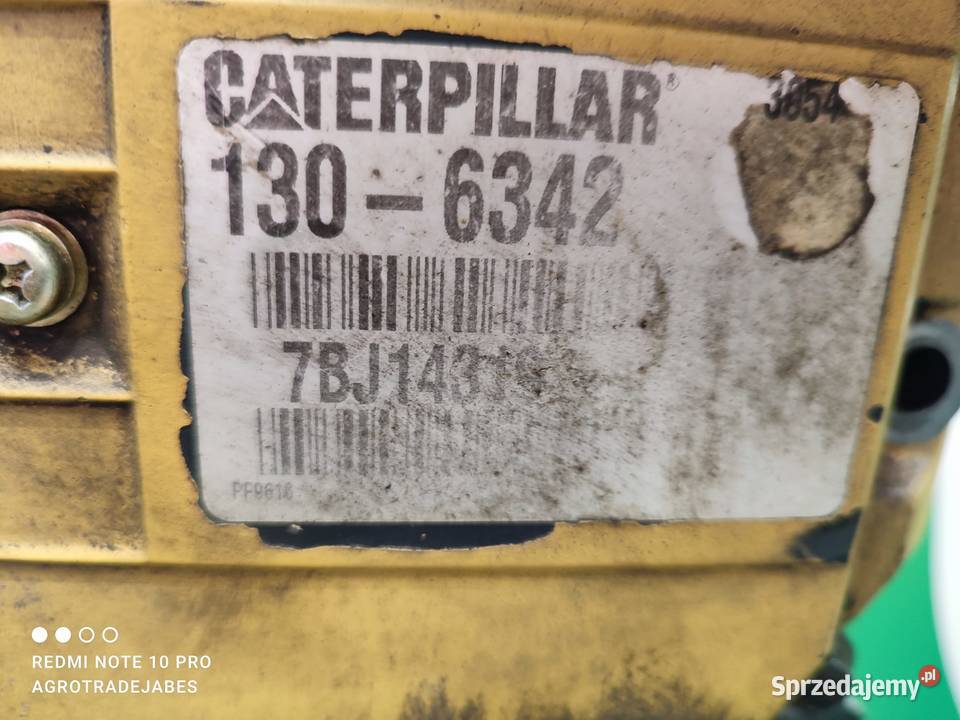 CATERPILLAR®
3854
130-6342
REDMI NOTE 10 PRO
AGROTRADEJABES
Sprzedajemy.pl